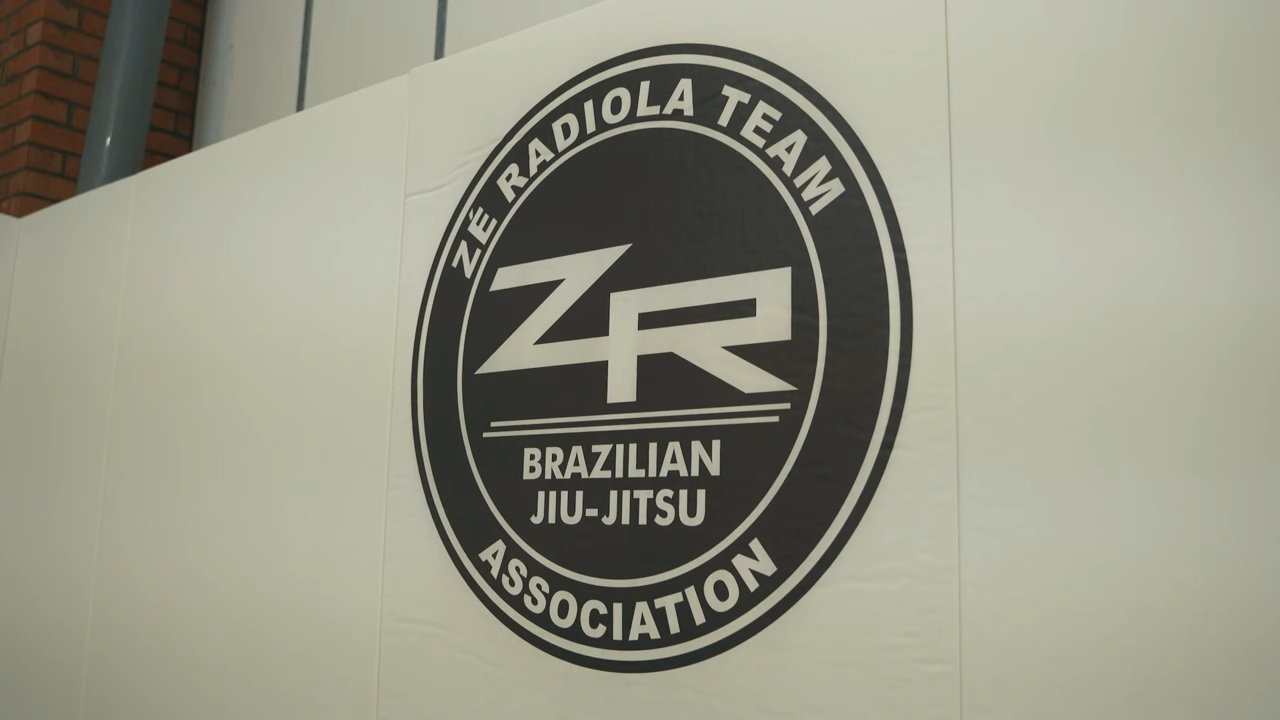 ZÉ RADIOLA TEAM
ZR
BRAZILIAN
JIU-JITSU
ASSOCIATION